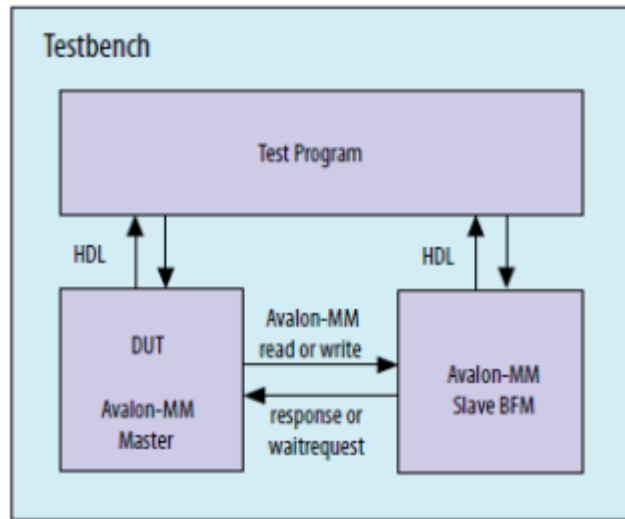 Testbench
Test Program
HDL
HDL
DUT
Avalon-MM
Master
Avalon-MM
read or write
response or
waitrequest
Avalon-MM
Slave BFM